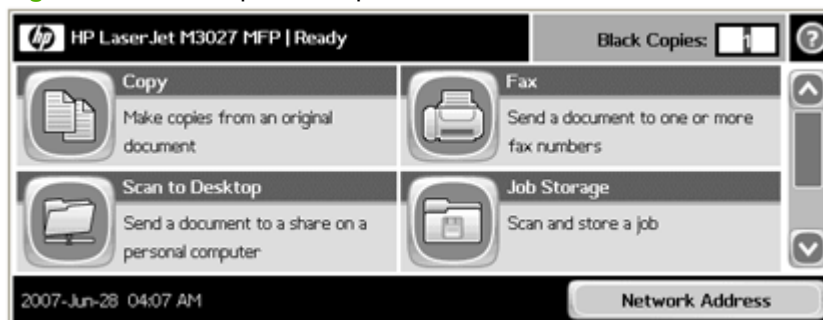 hp HP LaserJet M3027 MFP | Ready
Black Copies: 1
?
Copy
Make copies from an original
document
Fax
Send a document to one or more
fax numbers
Scan to Desktop
Send a document to a share on a
personal computer
Job Storage
Scan and store a job
2007-Jun-28 04:07 AM
Network Address